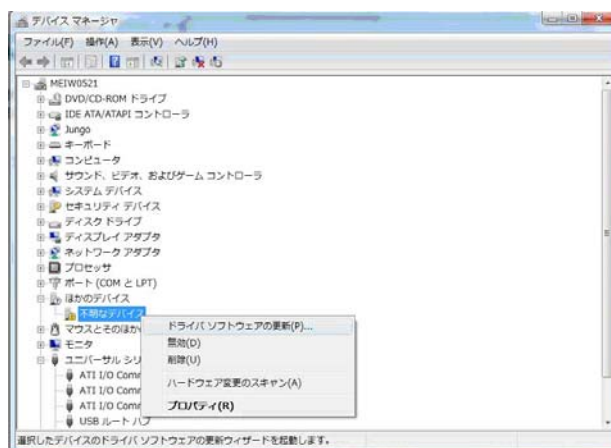 デバイス マネージャ
ファイル(F) 操作(A) 表示(V) ヘルプ(H)
MEIW0521
DVD/CD-ROM ドライブ
IDE ATA/ATAPI コントローラ
Jungo
キーボード
コンピュータ
サウンド、ビデオ、およびゲーム コントローラ
システム デバイス
セキュリティ デバイス
ディスク ドライブ
ディスプレイ アダプタ
ネットワーク アダプタ
プロセッサ
ポート (COM と LPT)
ほかのデバイス
不明なデバイス
ドライバ ソフトウェアの更新(P)...
無効(D)
削除(U)
ハードウェア変更のスキャン(A)
プロパティ(R)
マウスとそのほか
モニタ
ユニバーサル シリ
ATI I/O Comm
ATI I/O Comr
ATI I/O Comr
USB ルート ハブ
選択したデバイスのドライバ ソフトウェアの更新ウィザードを起動します。